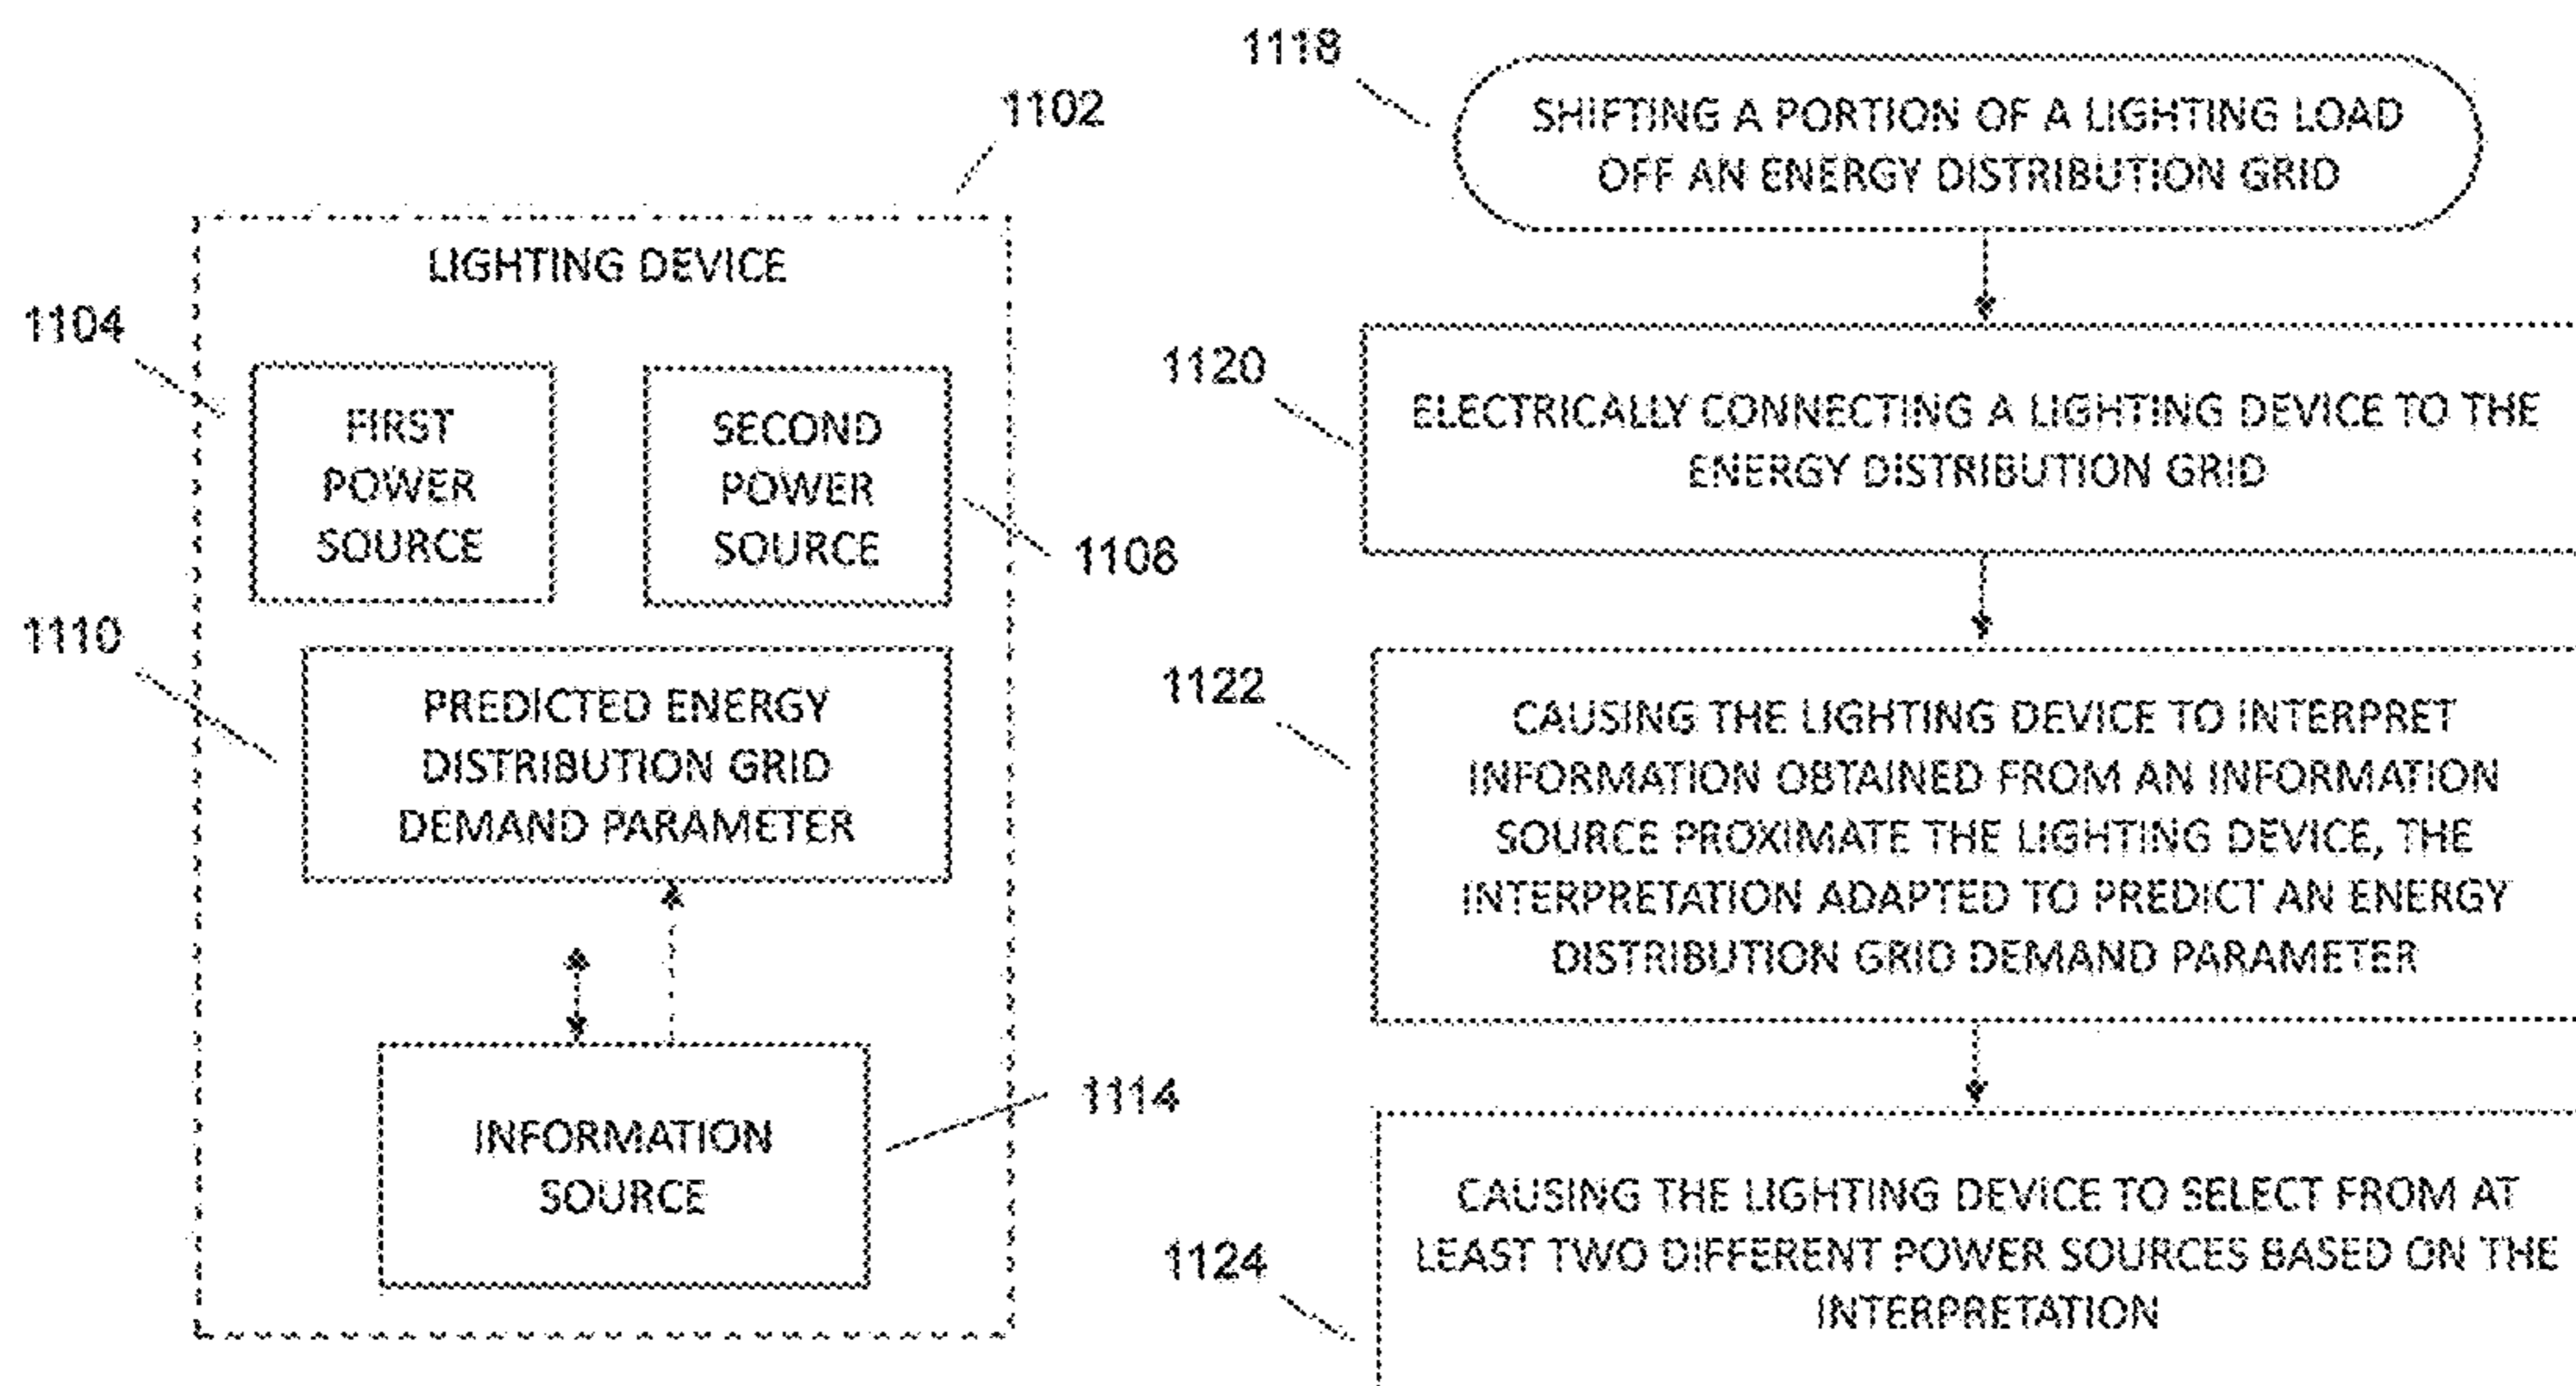 1102
LIGHTING DEVICE
1104
FIRST
POWER
SOURCE
SECOND
POWER
SOURCE
1108
1110
PREDICTED ENERGY
DISTRIBUTION GRID
DEMAND PARAMETER
INFORMATION
SOURCE
1114
1118
SHIFTING A PORTION OF A LIGHTING LOAD
OFF AN ENERGY DISTRIBUTION GRID
1120
ELECTRICALLY CONNECTING A LIGHTING DEVICE TO THE
ENERGY DISTRIBUTION GRID
1122
CAUSING THE LIGHTING DEVICE TO INTERPRET
INFORMATION OBTAINED FROM AN INFORMATION
SOURCE PROXIMATE THE LIGHTING DEVICE, THE
INTERPRETATION ADAPTED TO PREDICT AN ENERGY
DISTRIBUTION GRID DEMAND PARAMETER
1124
CAUSING THE LIGHTING DEVICE TO SELECT FROM AT
LEAST TWO DIFFERENT POWER SOURCES BASED ON THE
INTERPRETATION